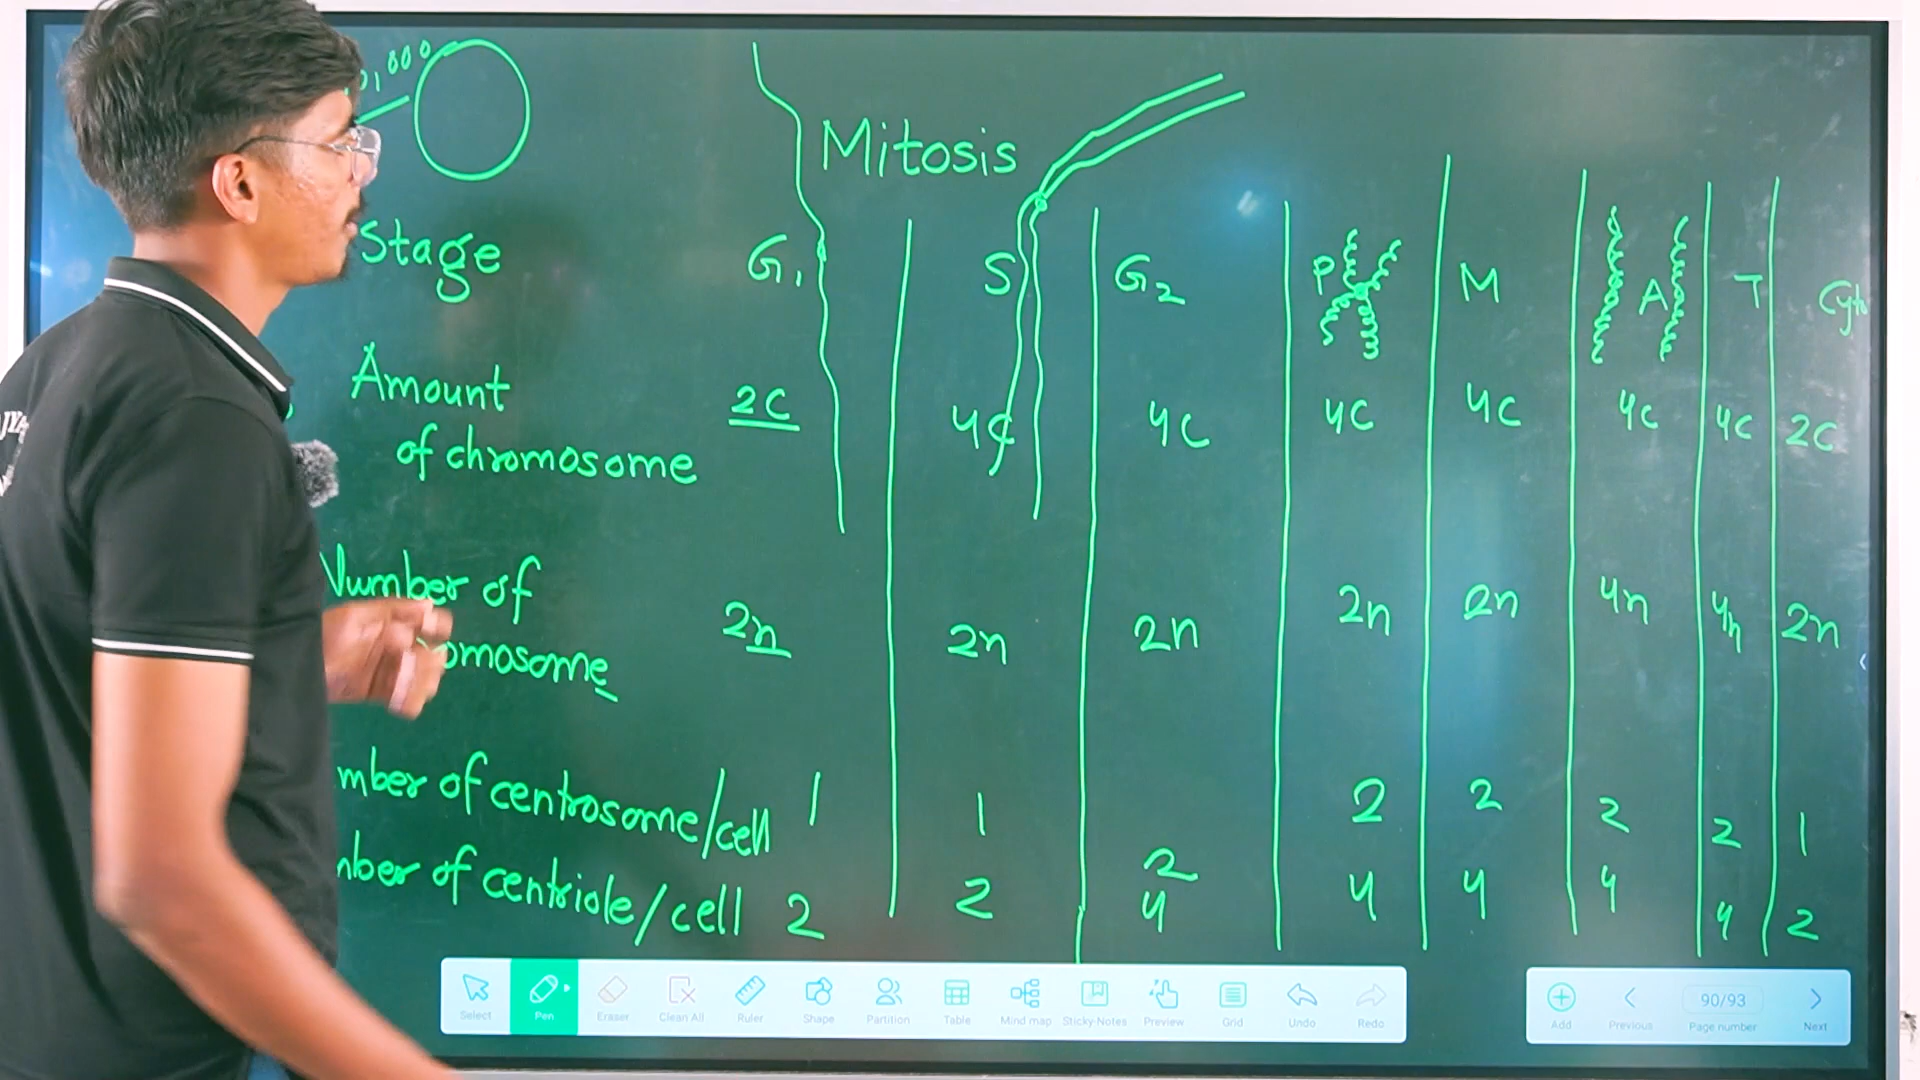 Mitosis
Stage G1 S G2 P M A T Cyto
Amount
of chromosome 2C 4C 4C 4C 4C 4C 4C 2C
Number of
omosome 2n 2n 2n 2n 2n 4n 4n 2n
mber of centrosome/cell 1 1 2 2 2 2 2 1
mber of centriole/cell 2 2 4 4 4 4 4 2
Select Pen Eraser Clean All Ruler Shape Partition Table Mind map Sticky Notes Preview Grid Undo Redo
90/93
Add Previous Page number Next